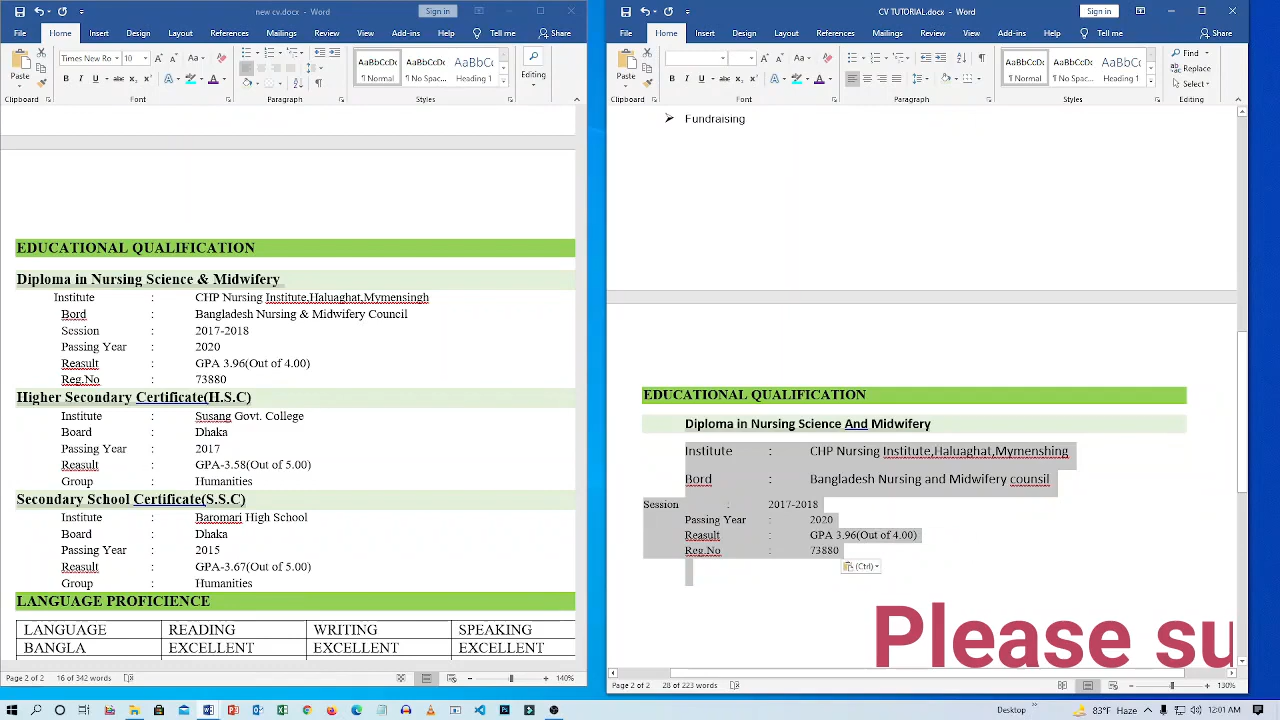 new cv.docx - Word
Sign in
File Home Insert Design Layout References Mailings Review View Add-ins Help Tell me Share
Paste
Times New Ro 10
AaBbCcDc AaBbCcDc AaBbCc
¶ Normal ¶ No Spac... Heading 1
Editing
Clipboard Font Paragraph Styles
EDUCATIONAL QUALIFICATION
Diploma in Nursing Science & Midwifery
Institute : CHP Nursing Institute,Haluaghat,Mymensingh
Bord : Bangladesh Nursing & Midwifery Council
Session : 2017-2018
Passing Year : 2020
Reasult : GPA 3.96(Out of 4.00)
Reg.No : 73880
Higher Secondary Certificate(H.S.C)
Institute : Susang Govt. College
Board : Dhaka
Passing Year : 2017
Reasult : GPA-3.58(Out of 5.00)
Group : Humanities
Secondary School Certificate(S.S.C)
Institute : Baromari High School
Board : Dhaka
Passing Year : 2015
Reasult : GPA-3.67(Out of 5.00)
Group : Humanities
LANGUAGE PROFICIENCE
LANGUAGE READING WRITING SPEAKING
BANGLA EXCELLENT EXCELLENT EXCELLENT
Page 2 of 2 16 of 342 words 140%
CV TUTORIAL.docx - Word
Sign in
File Home Insert Design Layout References Mailings Review View Add-ins Help Tell me Share
Paste
AaBbCcDc AaBbCcDc AaBbCc
¶ Normal ¶ No Spac... Heading 1
Find
Replace
Select
Clipboard Font Paragraph Styles Editing
Fundraising
EDUCATIONAL QUALIFICATION
Diploma in Nursing Science And Midwifery
Institute : CHP Nursing Institute,Haluaghat,Mymenshing
Bord : Bangladesh Nursing and Midwifery counsil
Session : 2017-2018
Passing Year : 2020
Reasult : GPA 3.96(Out of 4.00)
Reg.No : 73880
(Ctrl)
Please su
Page 2 of 2 28 of 223 words 140%
Desktop 83°F Haze 12:01 AM